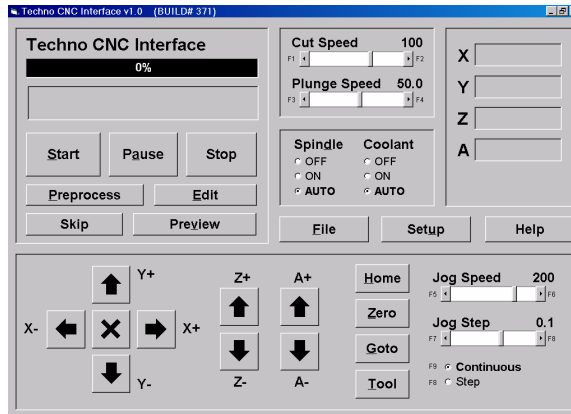 Techno CNC Interface v1.0 (BUILD# 371)
Techno CNC Interface
0%
Start Pause Stop
Preprocess Edit
Skip Preview
Cut Speed 100
F1 F2
Plunge Speed 50.0
F3 F4
Spindle Coolant
OFF OFF
ON ON
AUTO AUTO
X
Y
Z
A
File Setup Help
Y+
X- X+
Y-
Z+ A+
Z- A-
Home
Zero
Goto
Tool
Jog Speed 200
F5 F6
Jog Step 0.1
F7 F8
F9 Continuous
F8 Step